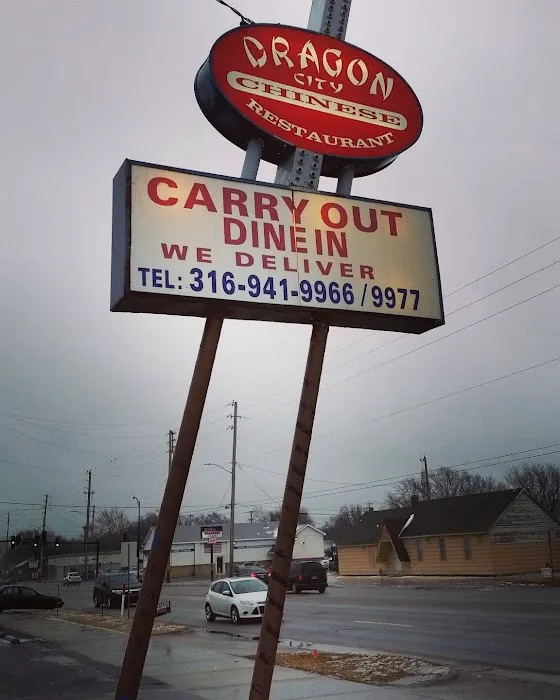 DRAGON
CITY
CHINESE
RESTAURANT
CARRY OUT
DINE IN
WE DELIVER
TEL: 316-941-9966 / 9977